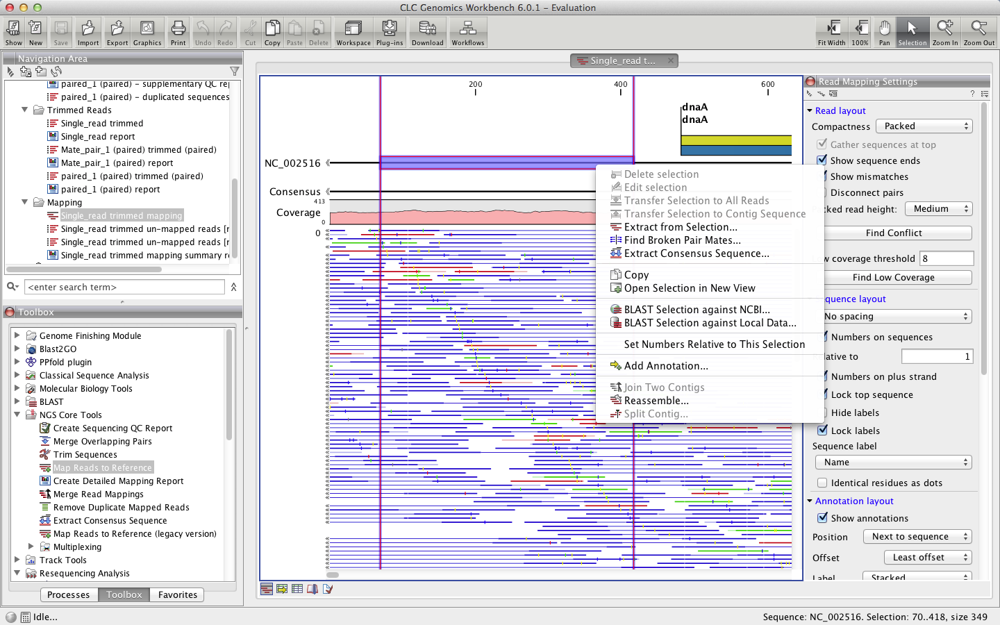 CLC Genomics Workbench 6.0.1 – Evaluation
Show New Save Import Export Graphics Print Undo Redo Cut Copy Paste Delete Workspace Plug-ins Download Workflows Fit Width 100% Pan Selection Zoom In Zoom Out
Navigation Area
paired_1 (paired) – supplementary QC rep
paired_1 (paired) – duplicated sequences
Trimmed Reads
Single_read trimmed
Single_read report
Mate_pair_1 (paired) trimmed (paired)
Mate_pair_1 (paired) report
paired_1 (paired) trimmed (paired)
paired_1 (paired) report
Mapping
Single_read trimmed mapping
Single_read trimmed un-mapped reads [r
Single_read trimmed un-mapped reads [r
Single_read trimmed mapping summary re
<enter search term>
Toolbox
Genome Finishing Module
Blast2GO
PPfold plugin
Classical Sequence Analysis
Molecular Biology Tools
BLAST
NGS Core Tools
Create Sequencing QC Report
Merge Overlapping Pairs
Trim Sequences
Map Reads to Reference
Create Detailed Mapping Report
Merge Read Mappings
Remove Duplicate Mapped Reads
Extract Consensus Sequence
Map Reads to Reference (legacy version)
Multiplexing
Track Tools
Resequencing Analysis
Processes Toolbox Favorites
Idle...
Single_read t...
200 400 600
dnaA
dnaA
NC_002516
Consensus
413
Coverage
0
0
Delete selection
Edit selection
Transfer Selection to All Reads
Transfer Selection to Contig Sequence
Extract from Selection...
Find Broken Pair Mates...
Extract Consensus Sequence...
Copy
Open Selection in New View
BLAST Selection against NCBI...
BLAST Selection against Local Data...
Set Numbers Relative to This Selection
Add Annotation...
Join Two Contigs
Reassemble...
Split Contig...
Read Mapping Settings
?
Read layout
Compactness Packed
Gather sequences at top
Show sequence ends
Show mismatches
Disconnect pairs
cked read height: Medium
Find Conflict
w coverage threshold 8
Find Low Coverage
quence layout
No spacing
Numbers on sequences
lative to 1
Numbers on plus strand
Lock top sequence
Hide labels
Lock labels
Sequence label
Name
Identical residues as dots
Annotation layout
Show annotations
Position Next to sequence
Offset Least offset
Label Stacked
Sequence: NC_002516. Selection: 70..418, size 349